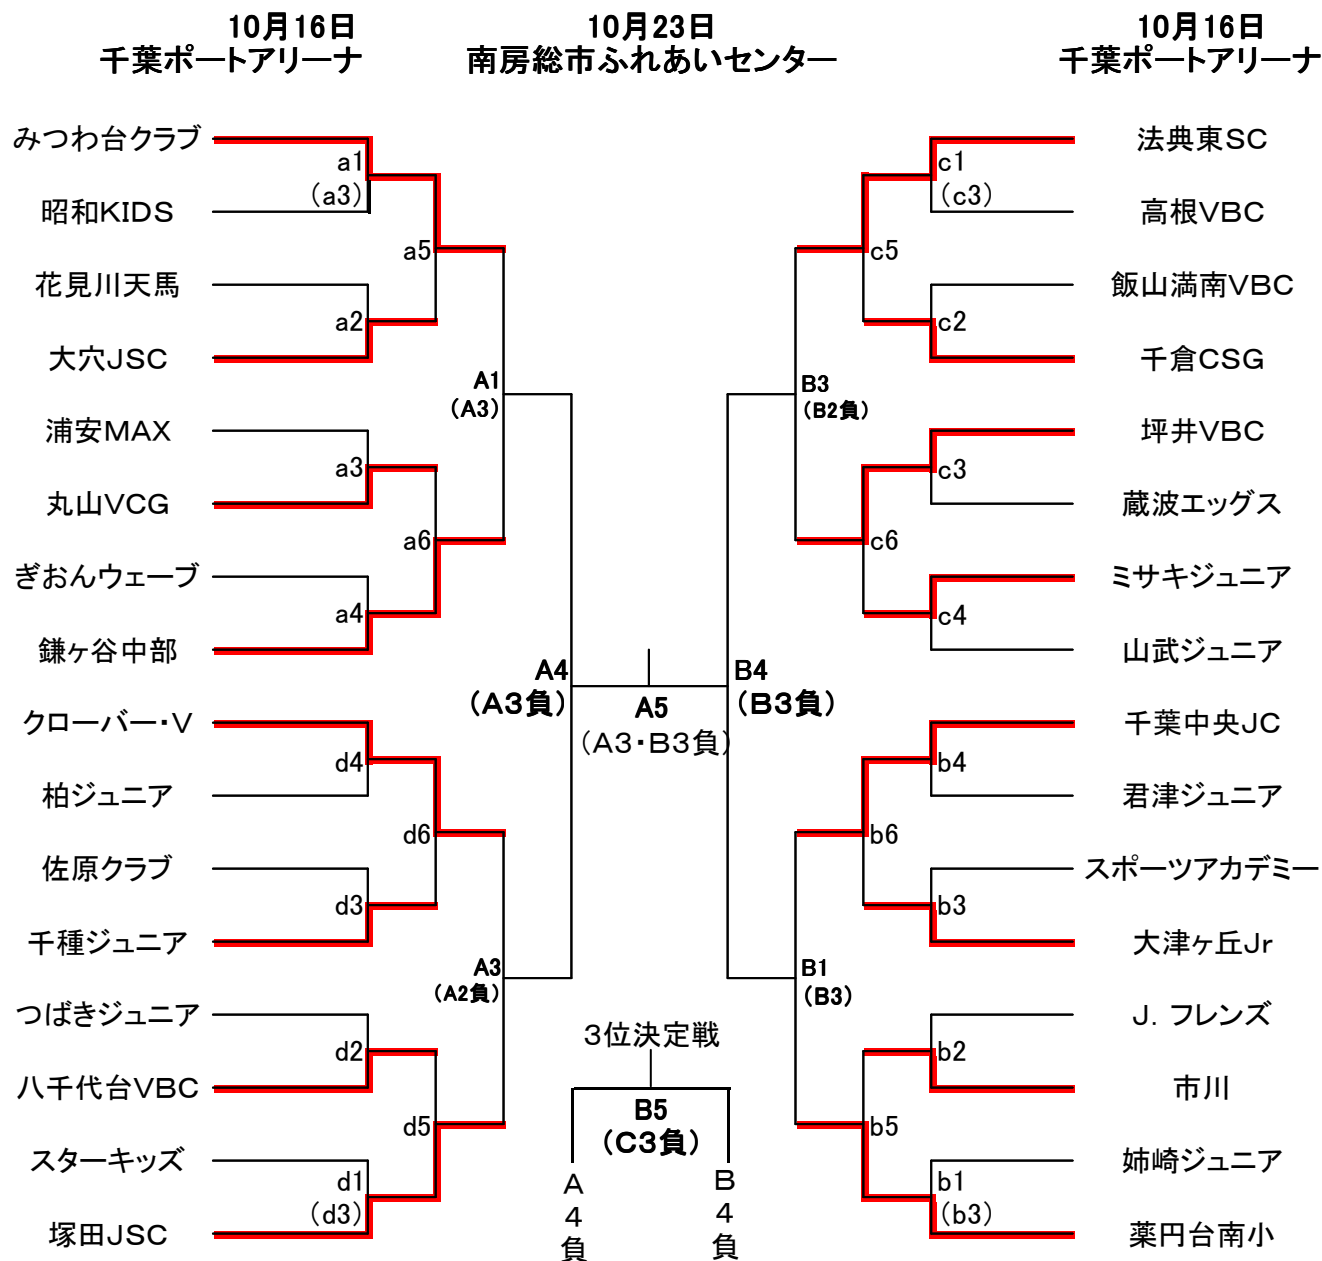 10月16日
千葉ポートアリーナ
10月23日
南房総市ふれあいセンター
10月16日
千葉ポートアリーナ
みつわ台クラブ
昭和KIDS
花見川天馬
大穴JSC
浦安MAX
丸山VCG
ぎおんウェーブ
鎌ヶ谷中部
クローバー・V
柏ジュニア
佐原クラブ
千種ジュニア
つばきジュニア
八千代台VBC
スターキッズ
塚田JSC
a1
(a3)
a2
a3
a4
d4
d3
d2
d1
(d3)
a5
a6
d6
d5
A1
(A3)
A3
(A2負)
A4
(A3負)
A5
(A3・B3負)
B4
(B3負)
3位決定戦
B5
(C3負)
A4負
B4負
B3
(B2負)
B1
(B3)
c5
c6
b6
b5
c1
(c3)
c2
c3
c4
b4
b3
b2
b1
(b3)
法典東SC
高根VBC
飯山満南VBC
千倉CSG
坪井VBC
蔵波エッグス
ミサキジュニア
山武ジュニア
千葉中央JC
君津ジュニア
スポーツアカデミー
大津ヶ丘Jr
J.フレンズ
市川
姉崎ジュニア
薬円台南小